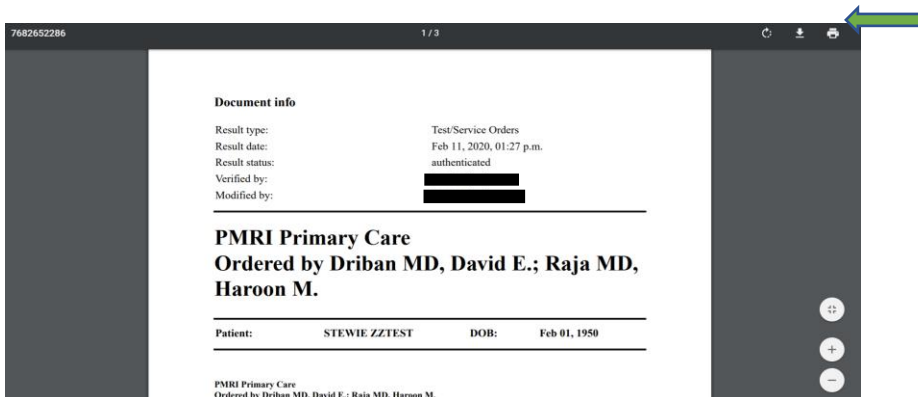 7682652286 1 / 3
Document info
Result type: Test/Service Orders
Result date: Feb 11, 2020, 01:27 p.m.
Result status: authenticated
Verified by:
Modified by:
PMRI Primary Care
Ordered by Driban MD, David E.; Raja MD,
Haroon M.
Patient: STEWIE ZZTEST DOB: Feb 01, 1950
PMRI Primary Care
Ordered by Driban MD, David E.; Raja MD, Haroon M.